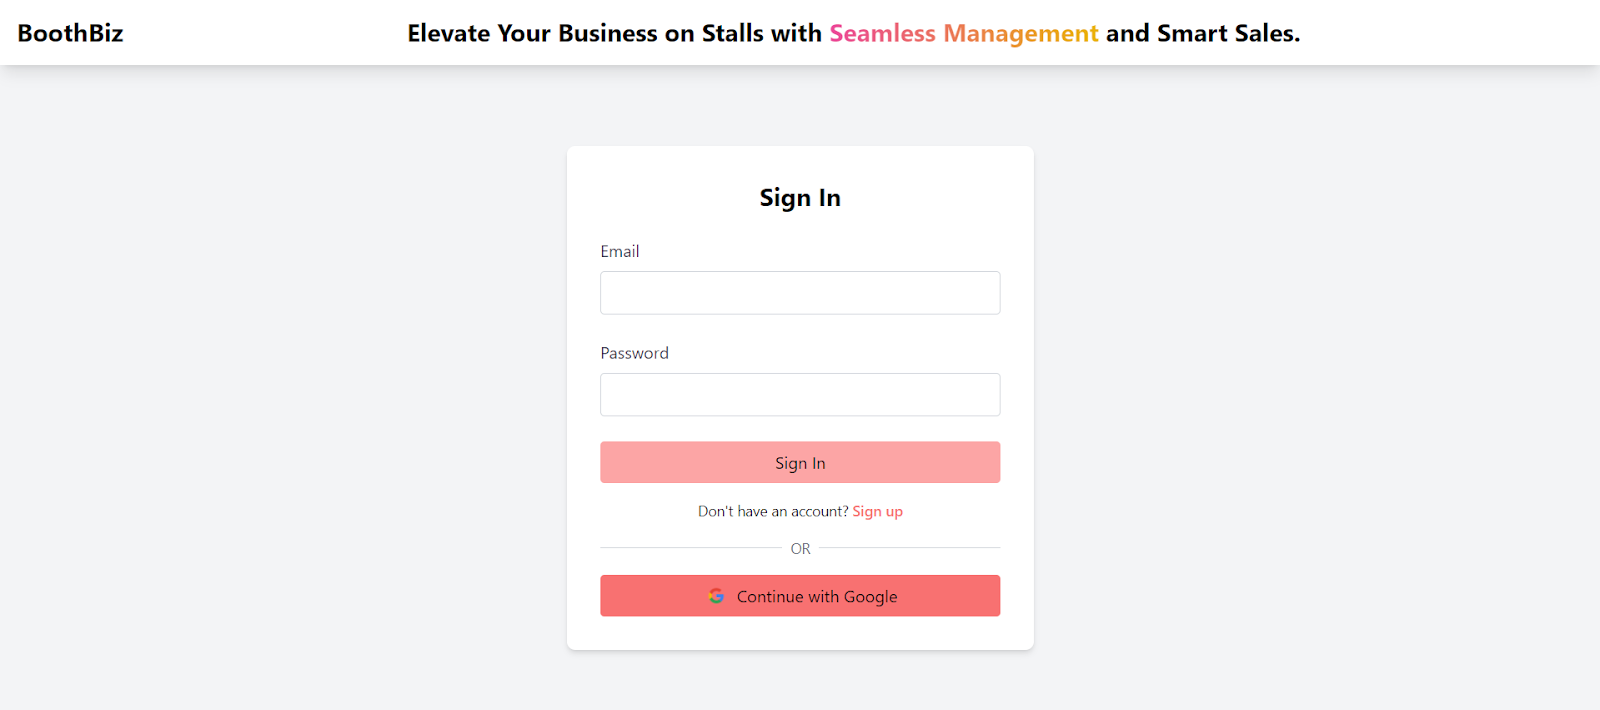 BoothBiz
Elevate Your Business on Stalls with Seamless Management and Smart Sales.
Sign In
Email
Password
Sign In
Don't have an account? Sign up
OR
Continue with Google